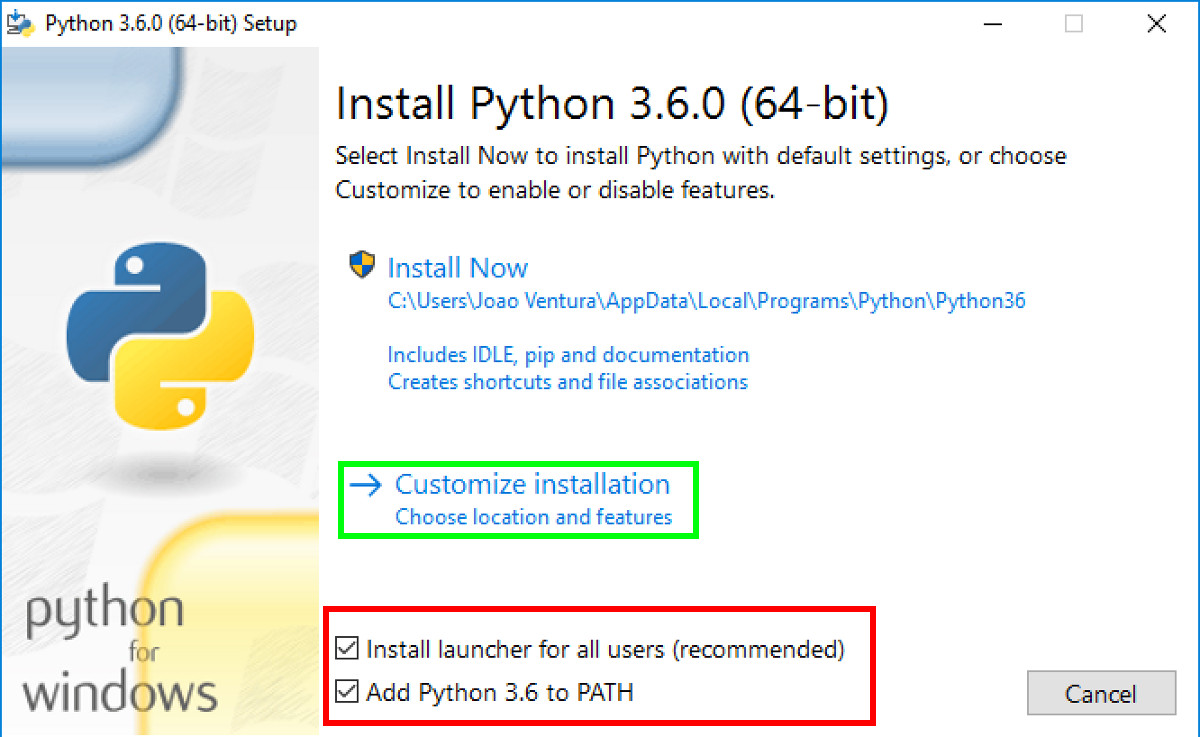 Python 3.6.0 (64-bit) Setup
Install Python 3.6.0 (64-bit)
Select Install Now to install Python with default settings, or choose
Customize to enable or disable features.
Install Now
C:\Users\Joao Ventura\AppData\Local\Programs\Python\Python36
Includes IDLE, pip and documentation
Creates shortcuts and file associations
Customize installation
Choose location and features
python
for
windows
Install launcher for all users (recommended)
Add Python 3.6 to PATH
Cancel